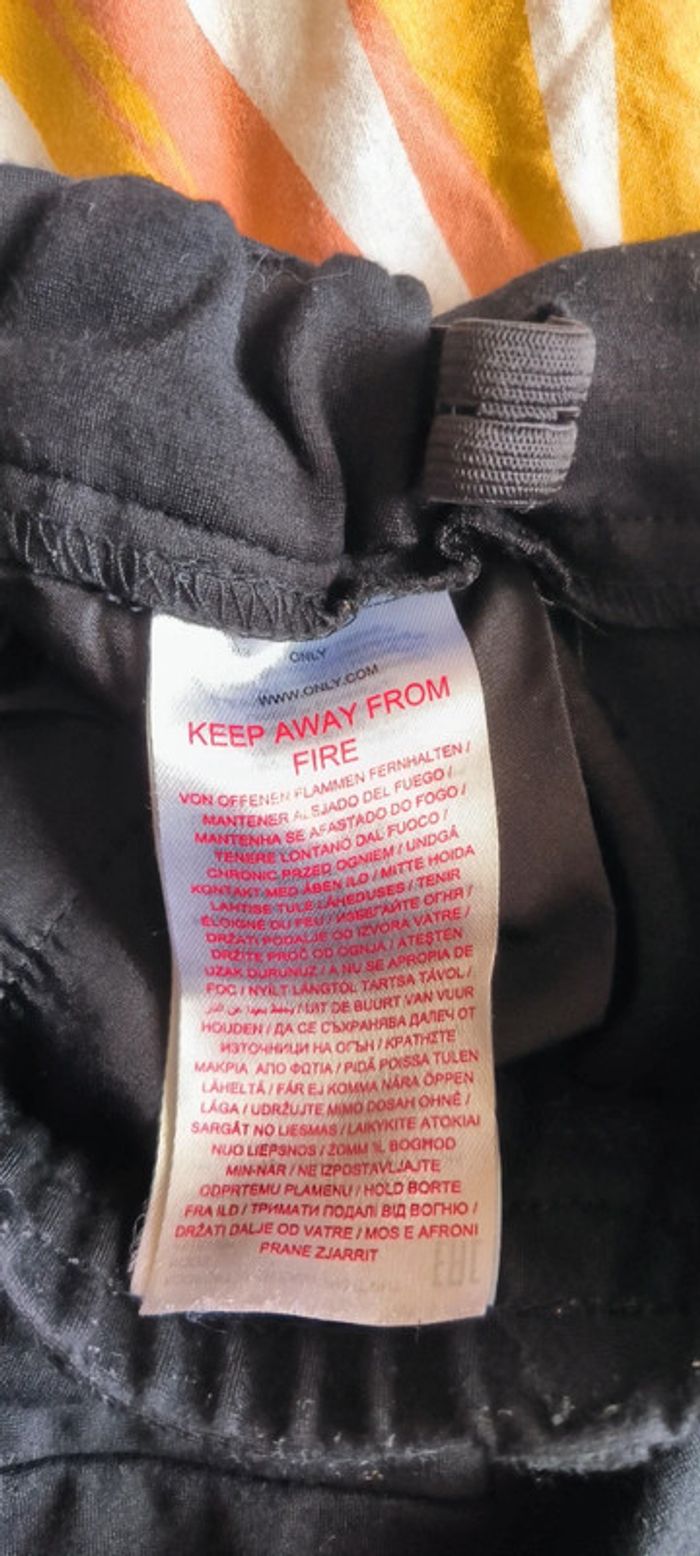 ONLY
WWW.ONLY.COM
KEEP AWAY FROM
FIRE
VON OFFENEN FLAMMEN FERNHALTEN /
MANTENER ALEJADO DEL FUEGO /
MANTENHA SE AFASTADO DO FOGO /
TENERE LONTANO DAL FUOCO /
CHRONIC PRZED OGNIEM / UNDGÅ
KONTAKT MED ÅBEN ILD / MITTE HOIDA
LAHTISE TULE LÄHEDUSES / TENIR
ÉLOIGNÉ DU FEU / ИЗБЕГАЙТЕ ОГНЯ /
DRŽATI PODALJE OD IZVORA VATRE /
DRŽITE PROČ OD OGNJA / ATEŞTEN
UZAK DURUNUZ / A NU SE APROPIA DE
FOC / NYÍLT LÁNGTÓL TARTSA TÁVOL /
/ UIT DE BUURT VAN VUUR
HOUDEN / ДА СЕ СЪХРАНЯВА ДАЛЕЧ ОТ
ИЗТОЧНИЦИ НА ОГЪН / ΚΡΑΤΗΣΤΕ
ΜΑΚΡΙΑ ΑΠΟ ΦΩΤΙΑ / PIDÄ POISSA TULEN
LÄHELTÄ / FÅR EJ KOMMA NÄRA ÖPPEN
LÅGA / UDRŽUJTE MIMO DOSAH OHNĚ /
SARGĀT NO LIESMAS / LAIKYKITE ATOKIAI
NUO LIEPSNOS / ŻOMM 'IL BOGĦOD
MIN-NAR / NE IZPOSTAVLJAJTE
ODPRTEMU PLAMENU / HOLD BORTE
FRA ILD / ТРИМАТИ ПОДАЛІ ВІД ВОГНЮ /
DRŽATI DALJE OD VATRE / MOS E AFRONI
PRANE ZJARRIT